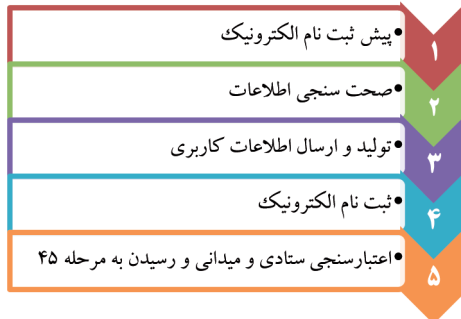 ۱
•پیش ثبت نام الکترونیک
۲
•صحت سنجی اطلاعات
۳
•تولید و ارسال اطلاعات کاربری
۴
•ثبت نام الکترونیک
۵
•اعتبارسنجی ستادی و میدانی و رسیدن به مرحله ۴۵